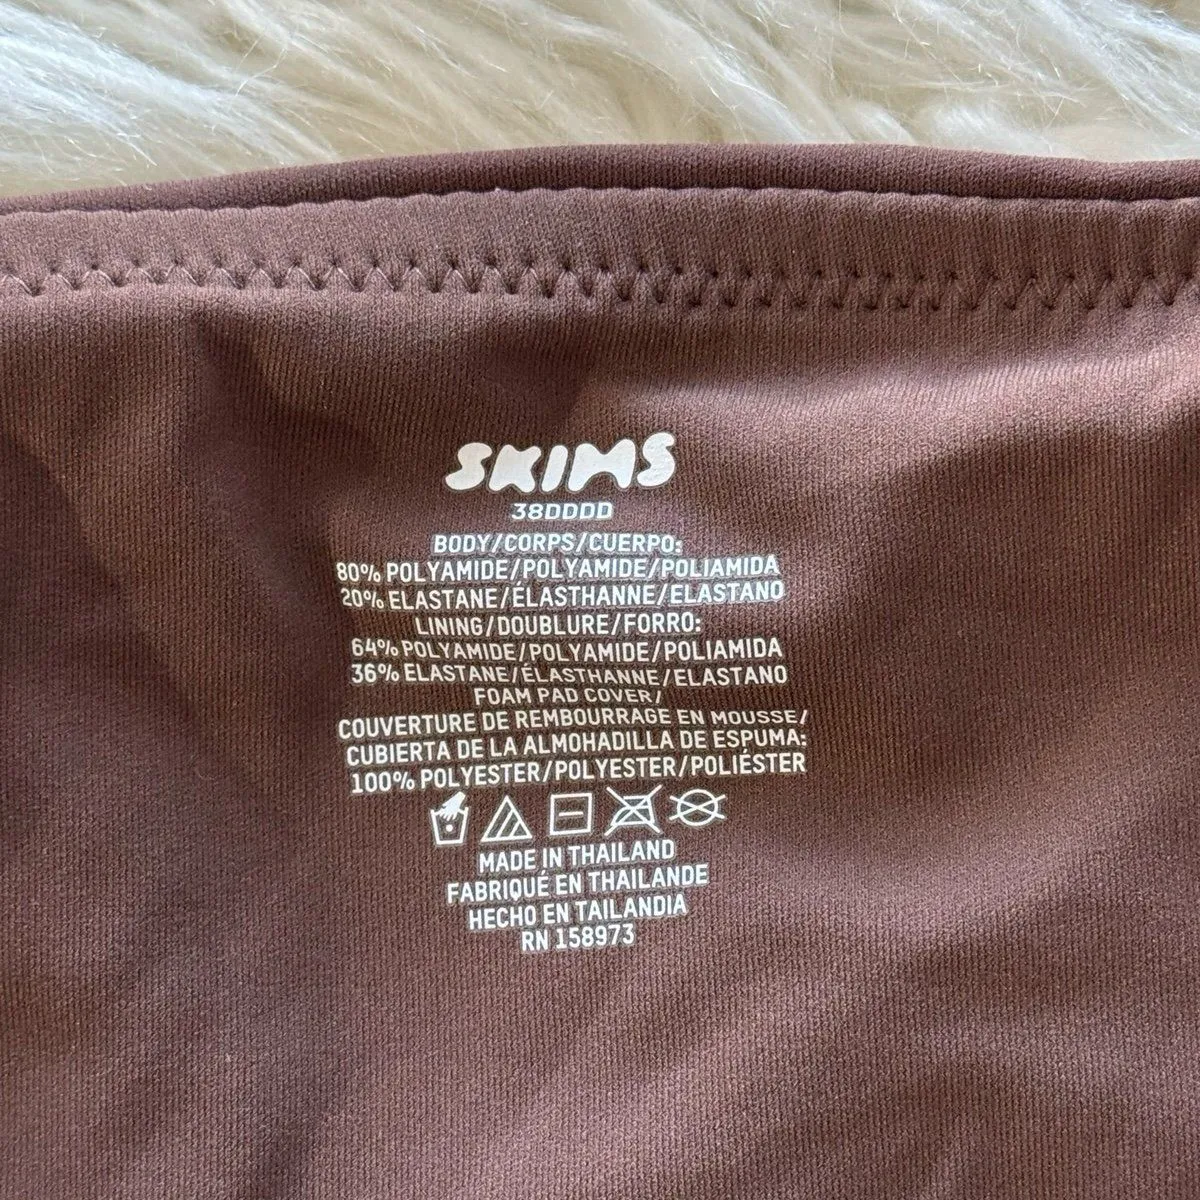 SKIMS
38DDDD
BODY/CORPS/CUERPO:
80% POLYAMIDE/POLYAMIDE/POLIAMIDA
20% ELASTANE/ÉLASTHANNE/ELASTANO
LINING/DOUBLURE/FORRO:
64% POLYAMIDE/POLYAMIDE/POLIAMIDA
36% ELASTANE/ÉLASTHANNE/ELASTANO
FOAM PAD COVER/
COUVERTURE DE REMBOURRAGE EN MOUSSE/
CUBIERTA DE LA ALMOHADILLA DE ESPUMA:
100% POLYESTER/POLYESTER/POLIÉSTER
MADE IN THAILAND
FABRIQUÉ EN THAILANDE
HECHO EN TAILANDIA
RN 158973